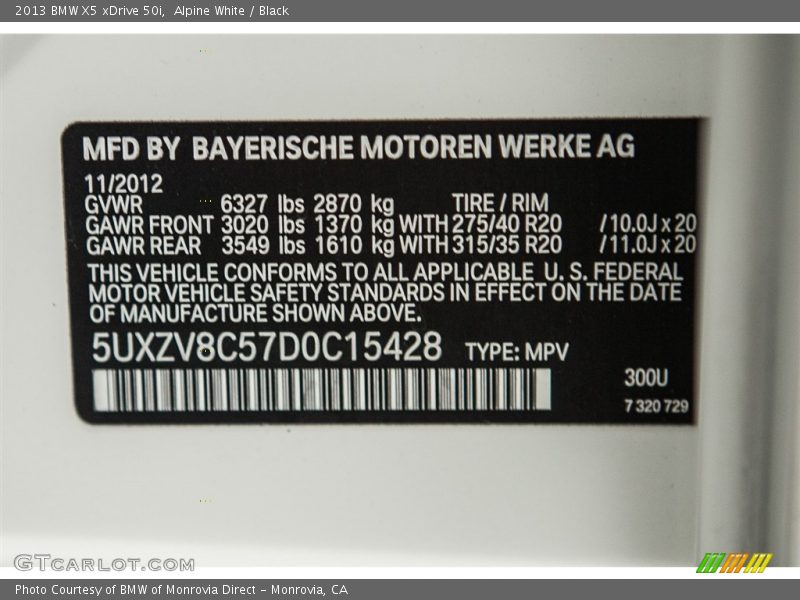 2013 BMW X5 xDrive 50i, Alpine White / Black
MFD BY BAYERISCHE MOTOREN WERKE AG
11/2012
GVWR 6327 lbs 2870 kg TIRE / RIM
GAWR FRONT 3020 lbs 1370 kg WITH 275/40 R20 /10.0J x 20
GAWR REAR 3549 lbs 1610 kg WITH 315/35 R20 /11.0J x 20
THIS VEHICLE CONFORMS TO ALL APPLICABLE U. S. FEDERAL
MOTOR VEHICLE SAFETY STANDARDS IN EFFECT ON THE DATE
OF MANUFACTURE SHOWN ABOVE.
5UXZV8C57D0C15428 TYPE: MPV
300U
7 320 729
GTCARLOT.COM
Photo Courtesy of BMW of Monrovia Direct – Monrovia, CA